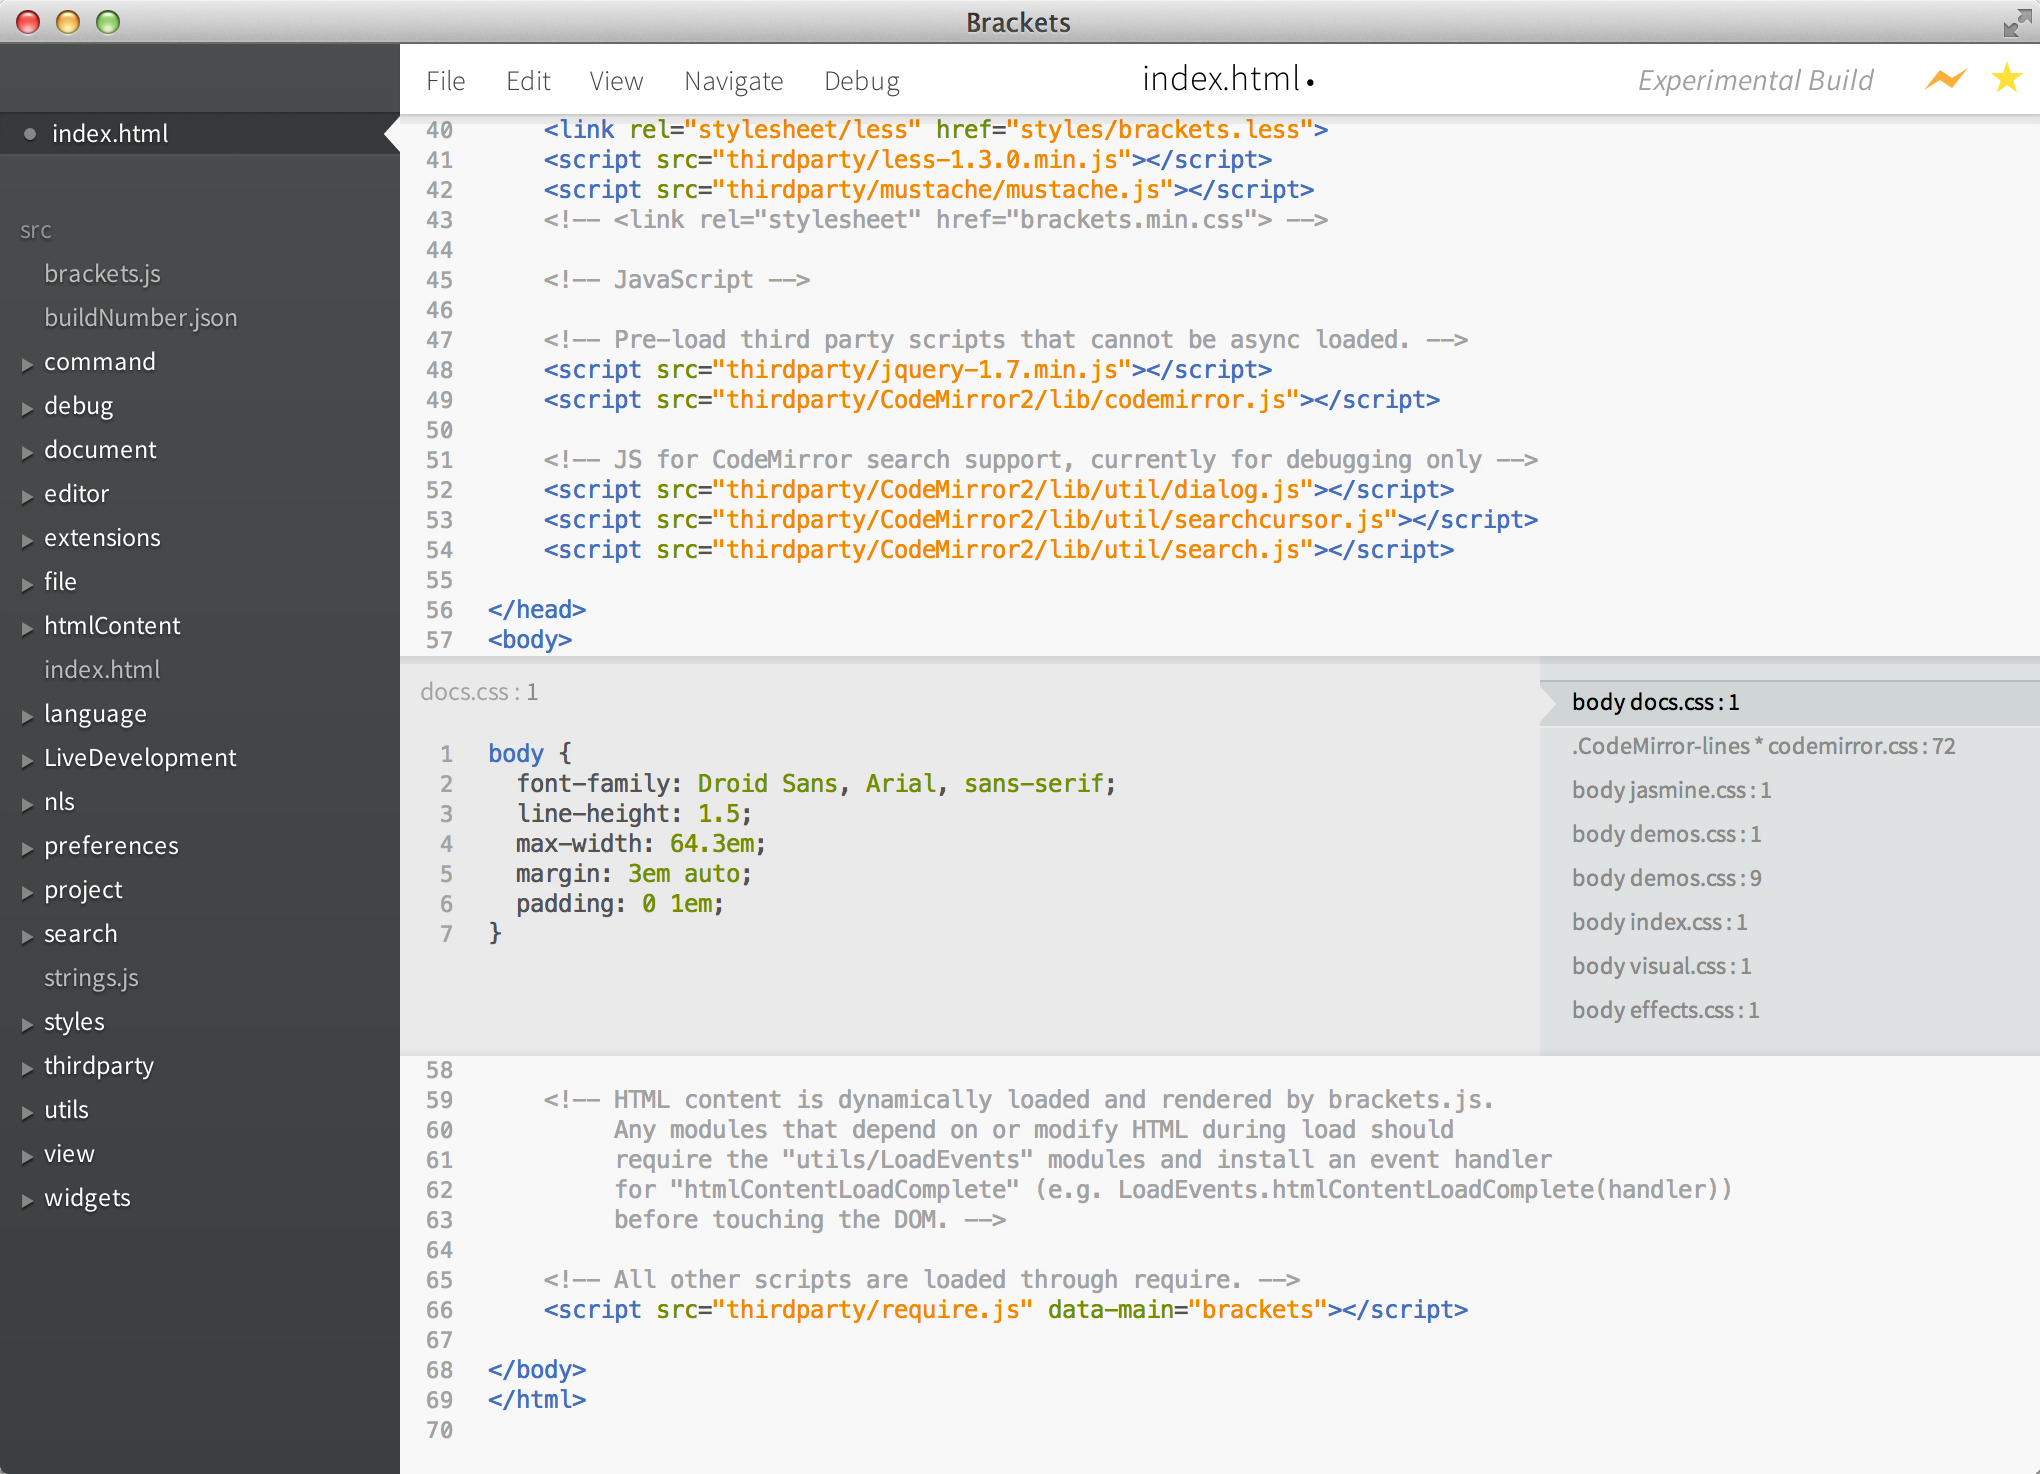 Brackets
File Edit View Navigate Debug
index.html•
Experimental Build
index.html
src
brackets.js
buildNumber.json
command
debug
document
editor
extensions
file
htmlContent
index.html
language
LiveDevelopment
nls
preferences
project
search
strings.js
styles
thirdparty
utils
view
widgets
40 <link rel="stylesheet/less" href="styles/brackets.less">
41 <script src="thirdparty/less-1.3.0.min.js"></script>
42 <script src="thirdparty/mustache/mustache.js"></script>
43 <!-- <link rel="stylesheet" href="brackets.min.css"> -->
44
45 <!-- JavaScript -->
46
47 <!-- Pre-load third party scripts that cannot be async loaded. -->
48 <script src="thirdparty/jquery-1.7.min.js"></script>
49 <script src="thirdparty/CodeMirror2/lib/codemirror.js"></script>
50
51 <!-- JS for CodeMirror search support, currently for debugging only -->
52 <script src="thirdparty/CodeMirror2/lib/util/dialog.js"></script>
53 <script src="thirdparty/CodeMirror2/lib/util/searchcursor.js"></script>
54 <script src="thirdparty/CodeMirror2/lib/util/search.js"></script>
55
56 </head>
57 <body>
docs.css : 1
1 body {
2 font-family: Droid Sans, Arial, sans-serif;
3 line-height: 1.5;
4 max-width: 64.3em;
5 margin: 3em auto;
6 padding: 0 1em;
7 }
body docs.css : 1
.CodeMirror-lines * codemirror.css : 72
body jasmine.css : 1
body demos.css : 1
body demos.css : 9
body index.css : 1
body visual.css : 1
body effects.css : 1
58
59 <!-- HTML content is dynamically loaded and rendered by brackets.js.
60 Any modules that depend on or modify HTML during load should
61 require the "utils/LoadEvents" modules and install an event handler
62 for "htmlContentLoadComplete" (e.g. LoadEvents.htmlContentLoadComplete(handler))
63 before touching the DOM. -->
64
65 <!-- All other scripts are loaded through require. -->
66 <script src="thirdparty/require.js" data-main="brackets"></script>
67
68 </body>
69 </html>
70